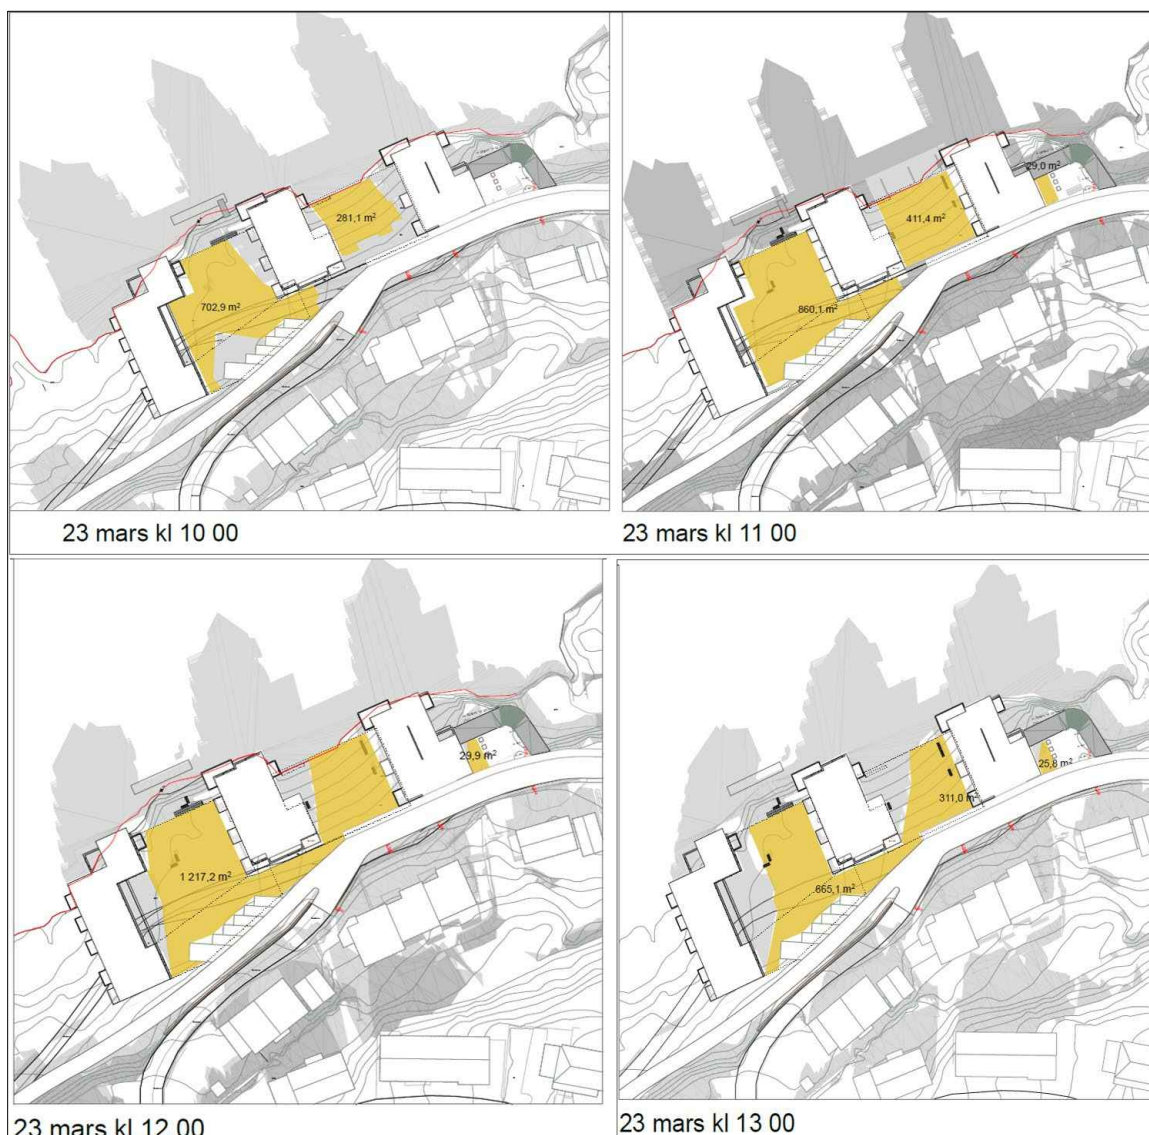 281,1 m²
702,9 m²
23 mars kl 10 00
29,0 m²
411,4 m²
860,1 m²
23 mars kl 11 00
29,9 m²
1 217,2 m²
23 mars kl 12 00
25,8 m²
311,0 m²
665,1 m²
23 mars kl 13 00